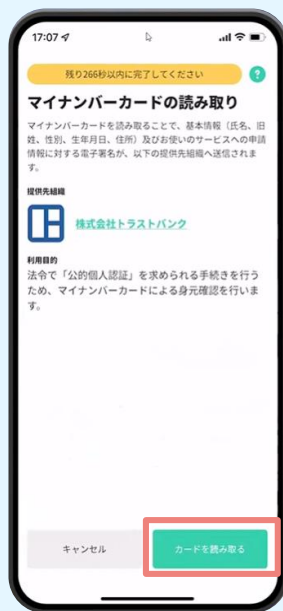 17:07
残り266秒以内に完了してください
?
マイナンバーカードの読み取り
マイナンバーカードを読み取ることで、基本情報（氏名、旧
姓、性別、生年月日、住所）及びお使いのサービスへの申請
情報に対する電子署名が、以下の提供先組織へ送信されま
す。
提供先組織
株式会社トラストバンク
利用目的
法令で「公的個人認証」を求められる手続きを行う
ため、マイナンバーカードによる身元確認を行いま
す。
キャンセル
カードを読み取る